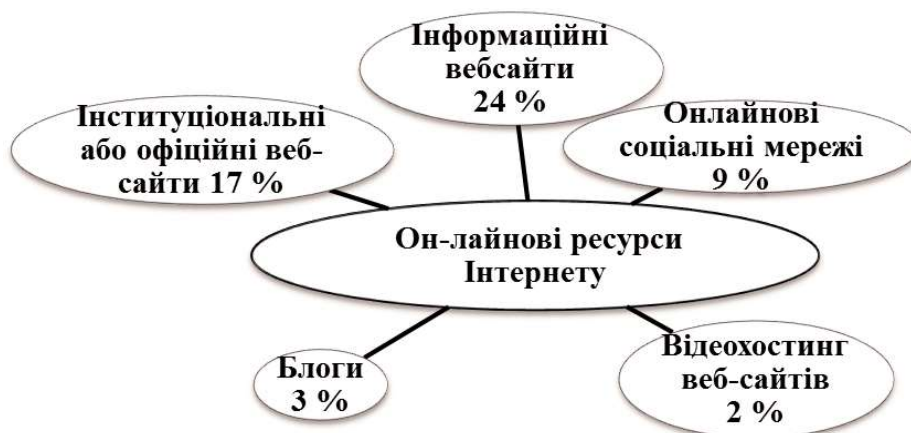 Інформаційні
вебсайти
24 %
Інституціональні
або офіційні веб-
сайти 17 %
Онлайнові
соціальні мережі
9 %
Он-лайнові ресурси
Інтернету
Блоги
3 %
Відеохостинг
веб-сайтів
2 %